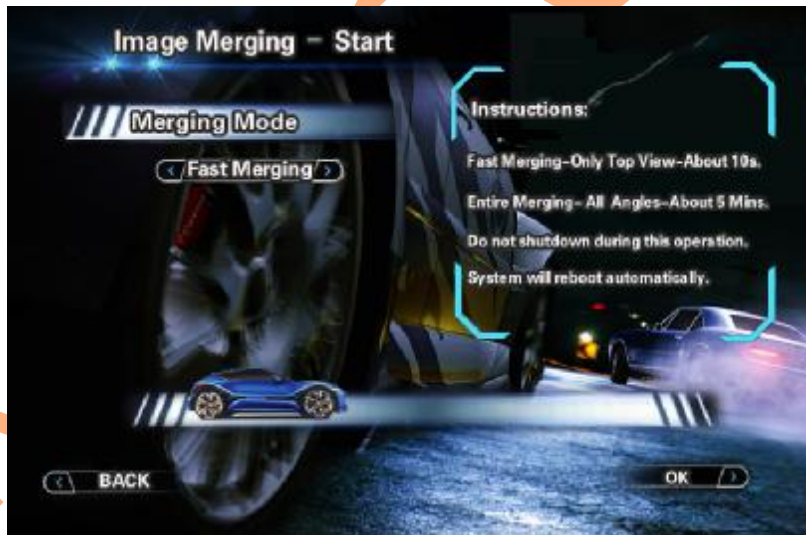 Image Merging - Start
Merging Mode
Fast Merging
Instructions:
Fast Merging-Only Top View-About 10s.
Entire Merging- All Angles-About 5 Mins.
Do not shutdown during this operation.
System will reboot automatically.
BACK
OK